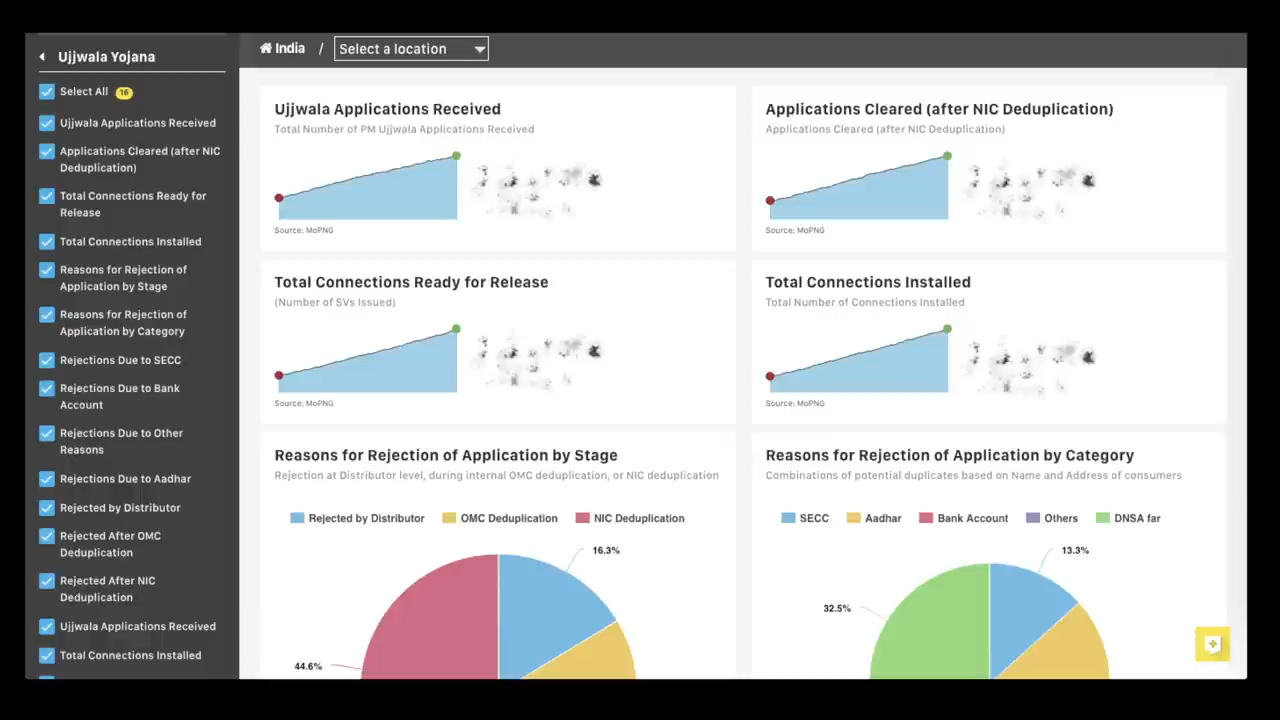 Ujjwala Yojana
Select All 16
Ujjwala Applications Received
Applications Cleared (after NIC
Deduplication)
Total Connections Ready for
Release
Total Connections Installed
Reasons for Rejection of
Application by Stage
Reasons for Rejection of
Application by Category
Rejections Due to SECC
Rejections Due to Bank
Account
Rejections Due to Other
Reasons
Rejections Due to Aadhar
Rejected by Distributor
Rejected After OMC
Deduplication
Rejected After NIC
Deduplication
Ujjwala Applications Received
Total Connections Installed
India / Select a location
Ujjwala Applications Received
Total Number of PM Ujjwala Applications Received
Source: MoPNG
Applications Cleared (after NIC Deduplication)
Applications Cleared (after NIC Deduplication)
Source: MoPNG
Total Connections Ready for Release
(Number of SVs Issued)
Source: MoPNG
Total Connections Installed
Total Number of Connections Installed
Source: MoPNG
Reasons for Rejection of Application by Stage
Rejection at Distributor level, during internal OMC deduplication, or NIC deduplication
Rejected by Distributor OMC Deduplication NIC Deduplication
16.3%
44.6%
Reasons for Rejection of Application by Category
Combinations of potential duplicates based on Name and Address of consumers
SECC Aadhar Bank Account Others DNSA far
13.3%
32.5%